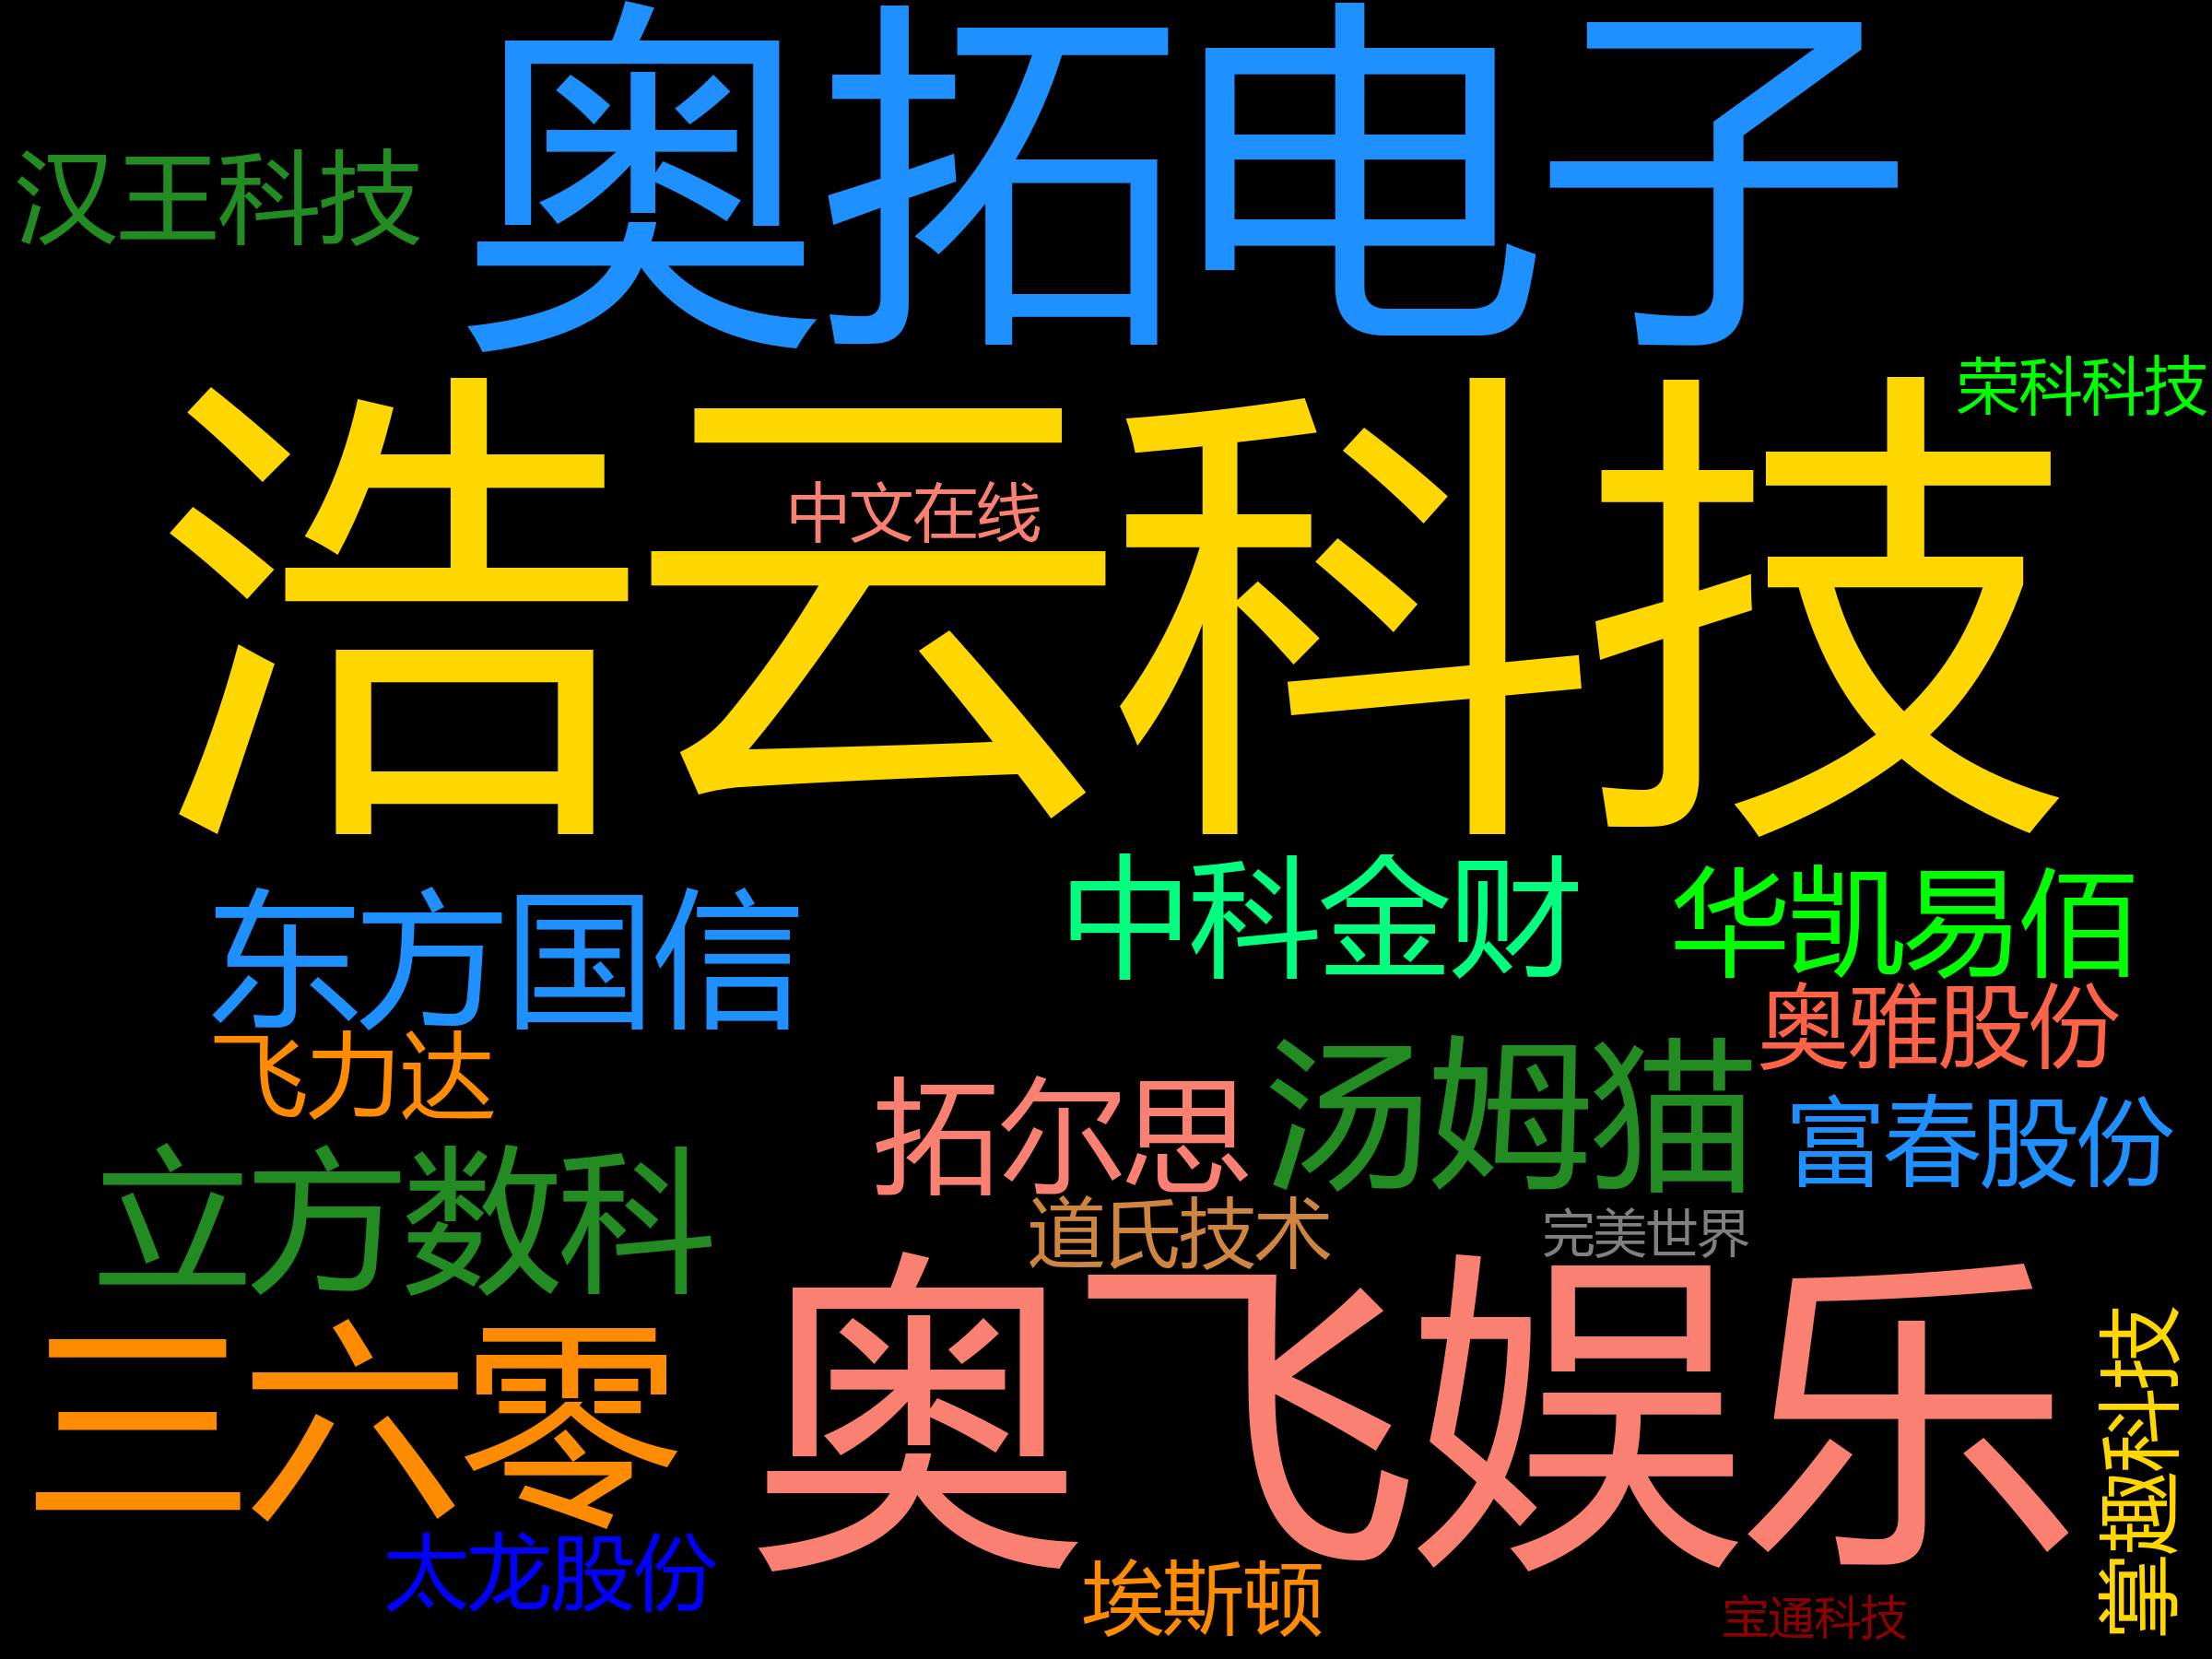 奥拓电子
汉王科技
荣科科技
浩云科技
中文在线
中科金财
华凯易佰
东方国信
奥雅股份
飞力达
汤姆猫
拓尔思
富春股份
立方数科
道氏技术
完美世界
三六零
奥飞娱乐
掌趣科技
太龙股份
埃斯顿
宝通科技